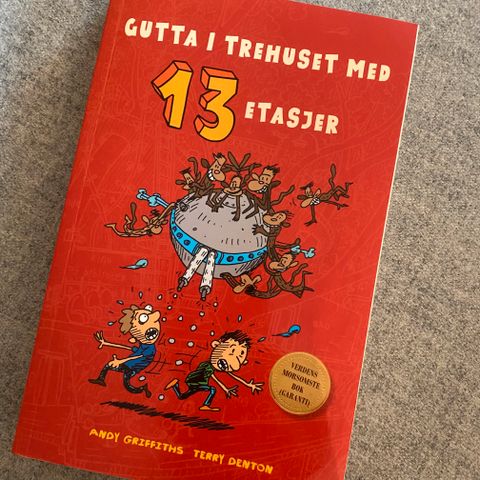 GUTTA I TREHUSET MED
13 ETASJER
VERDENS
MORSOMSTE
BOK
(GARANTI)
ANDY GRIFFITHS TERRY DENTON